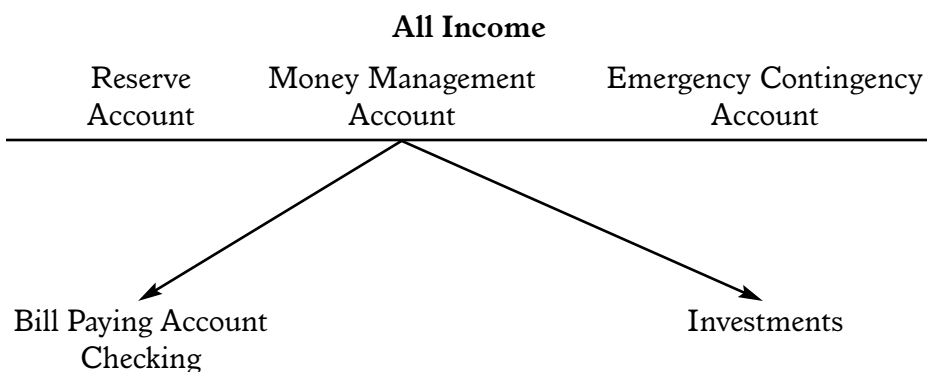 All Income
Reserve Account
Money Management Account
Emergency Contingency Account
Bill Paying Account
Checking
Investments